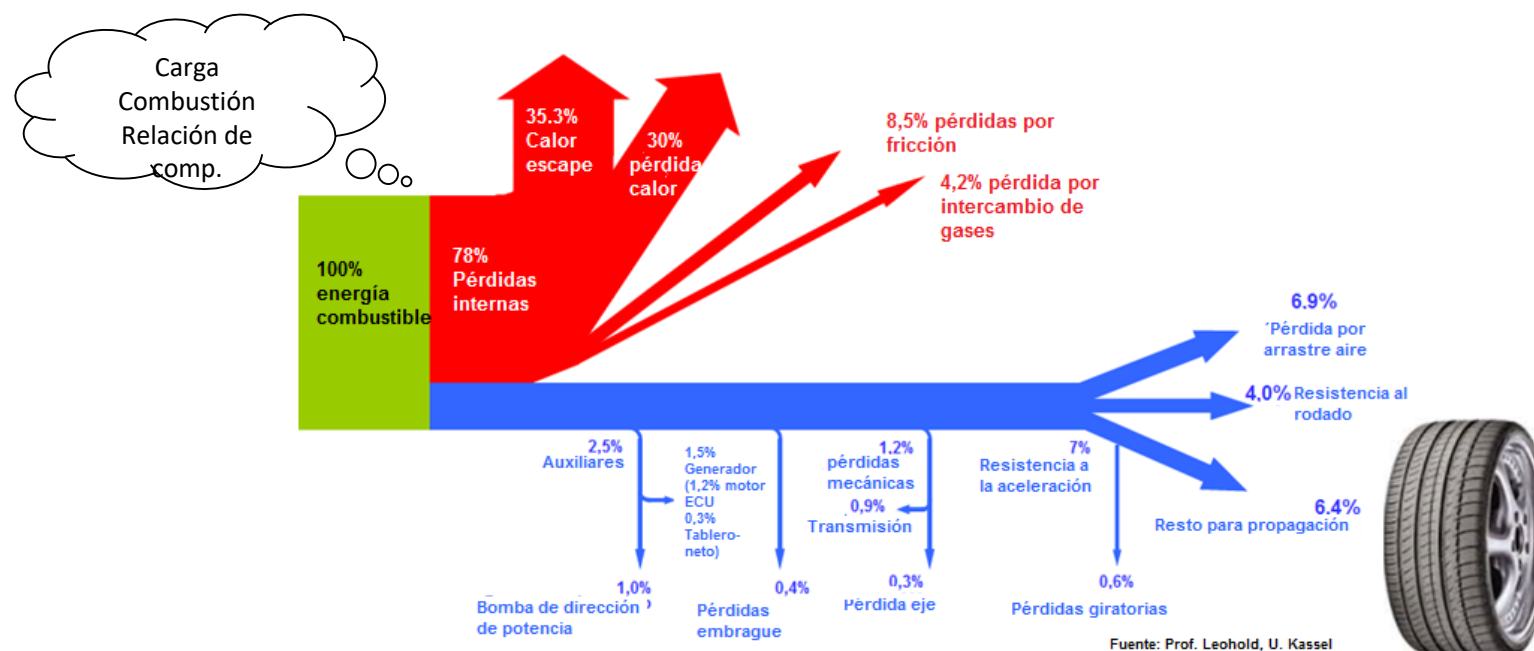 Carga
Combustión
Relación de
comp.
35.3%
Calor
escape
30%
pérdida
calor
8,5% pérdidas por
fricción
4,2% pérdida por
intercambio de
gases
100%
energía
combustible
78%
Pérdidas
internas
6.9%
´Pérdida por
arrastre aire
4,0% Resistencia al
rodado
6.4%
Resto para propagación
2,5%
Auxiliares
1,5%
Generador
(1,2% motor
ECU
0,3%
Tablero-
neto)
1,0%
Bomba de dirección
de potencia
0,4%
Pérdidas
embrague
1,2%
pérdidas
mecánicas
0,9%
Transmisión
0,3%
Pérdida eje
7%
Resistencia a
la aceleración
0,6%
Pérdidas giratorias
Fuente: Prof. Leohold, U. Kassel